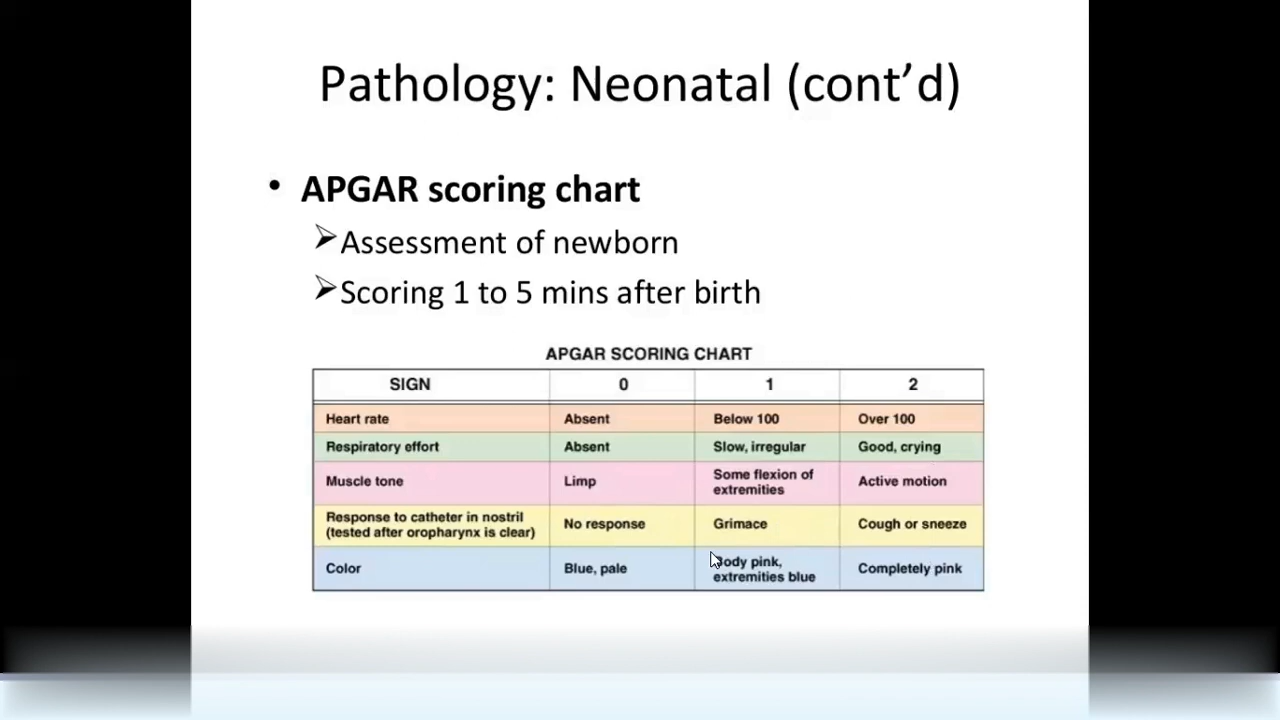 Pathology: Neonatal (cont’d)
• APGAR scoring chart
➢Assessment of newborn
➢Scoring 1 to 5 mins after birth
APGAR SCORING CHART
SIGN 0 1 2
Heart rate Absent Below 100 Over 100
Respiratory effort Absent Slow, irregular Good, crying
Muscle tone Limp Some flexion of extremities Active motion
Response to catheter in nostril (tested after oropharynx is clear) No response Grimace Cough or sneeze
Color Blue, pale Body pink, extremities blue Completely pink